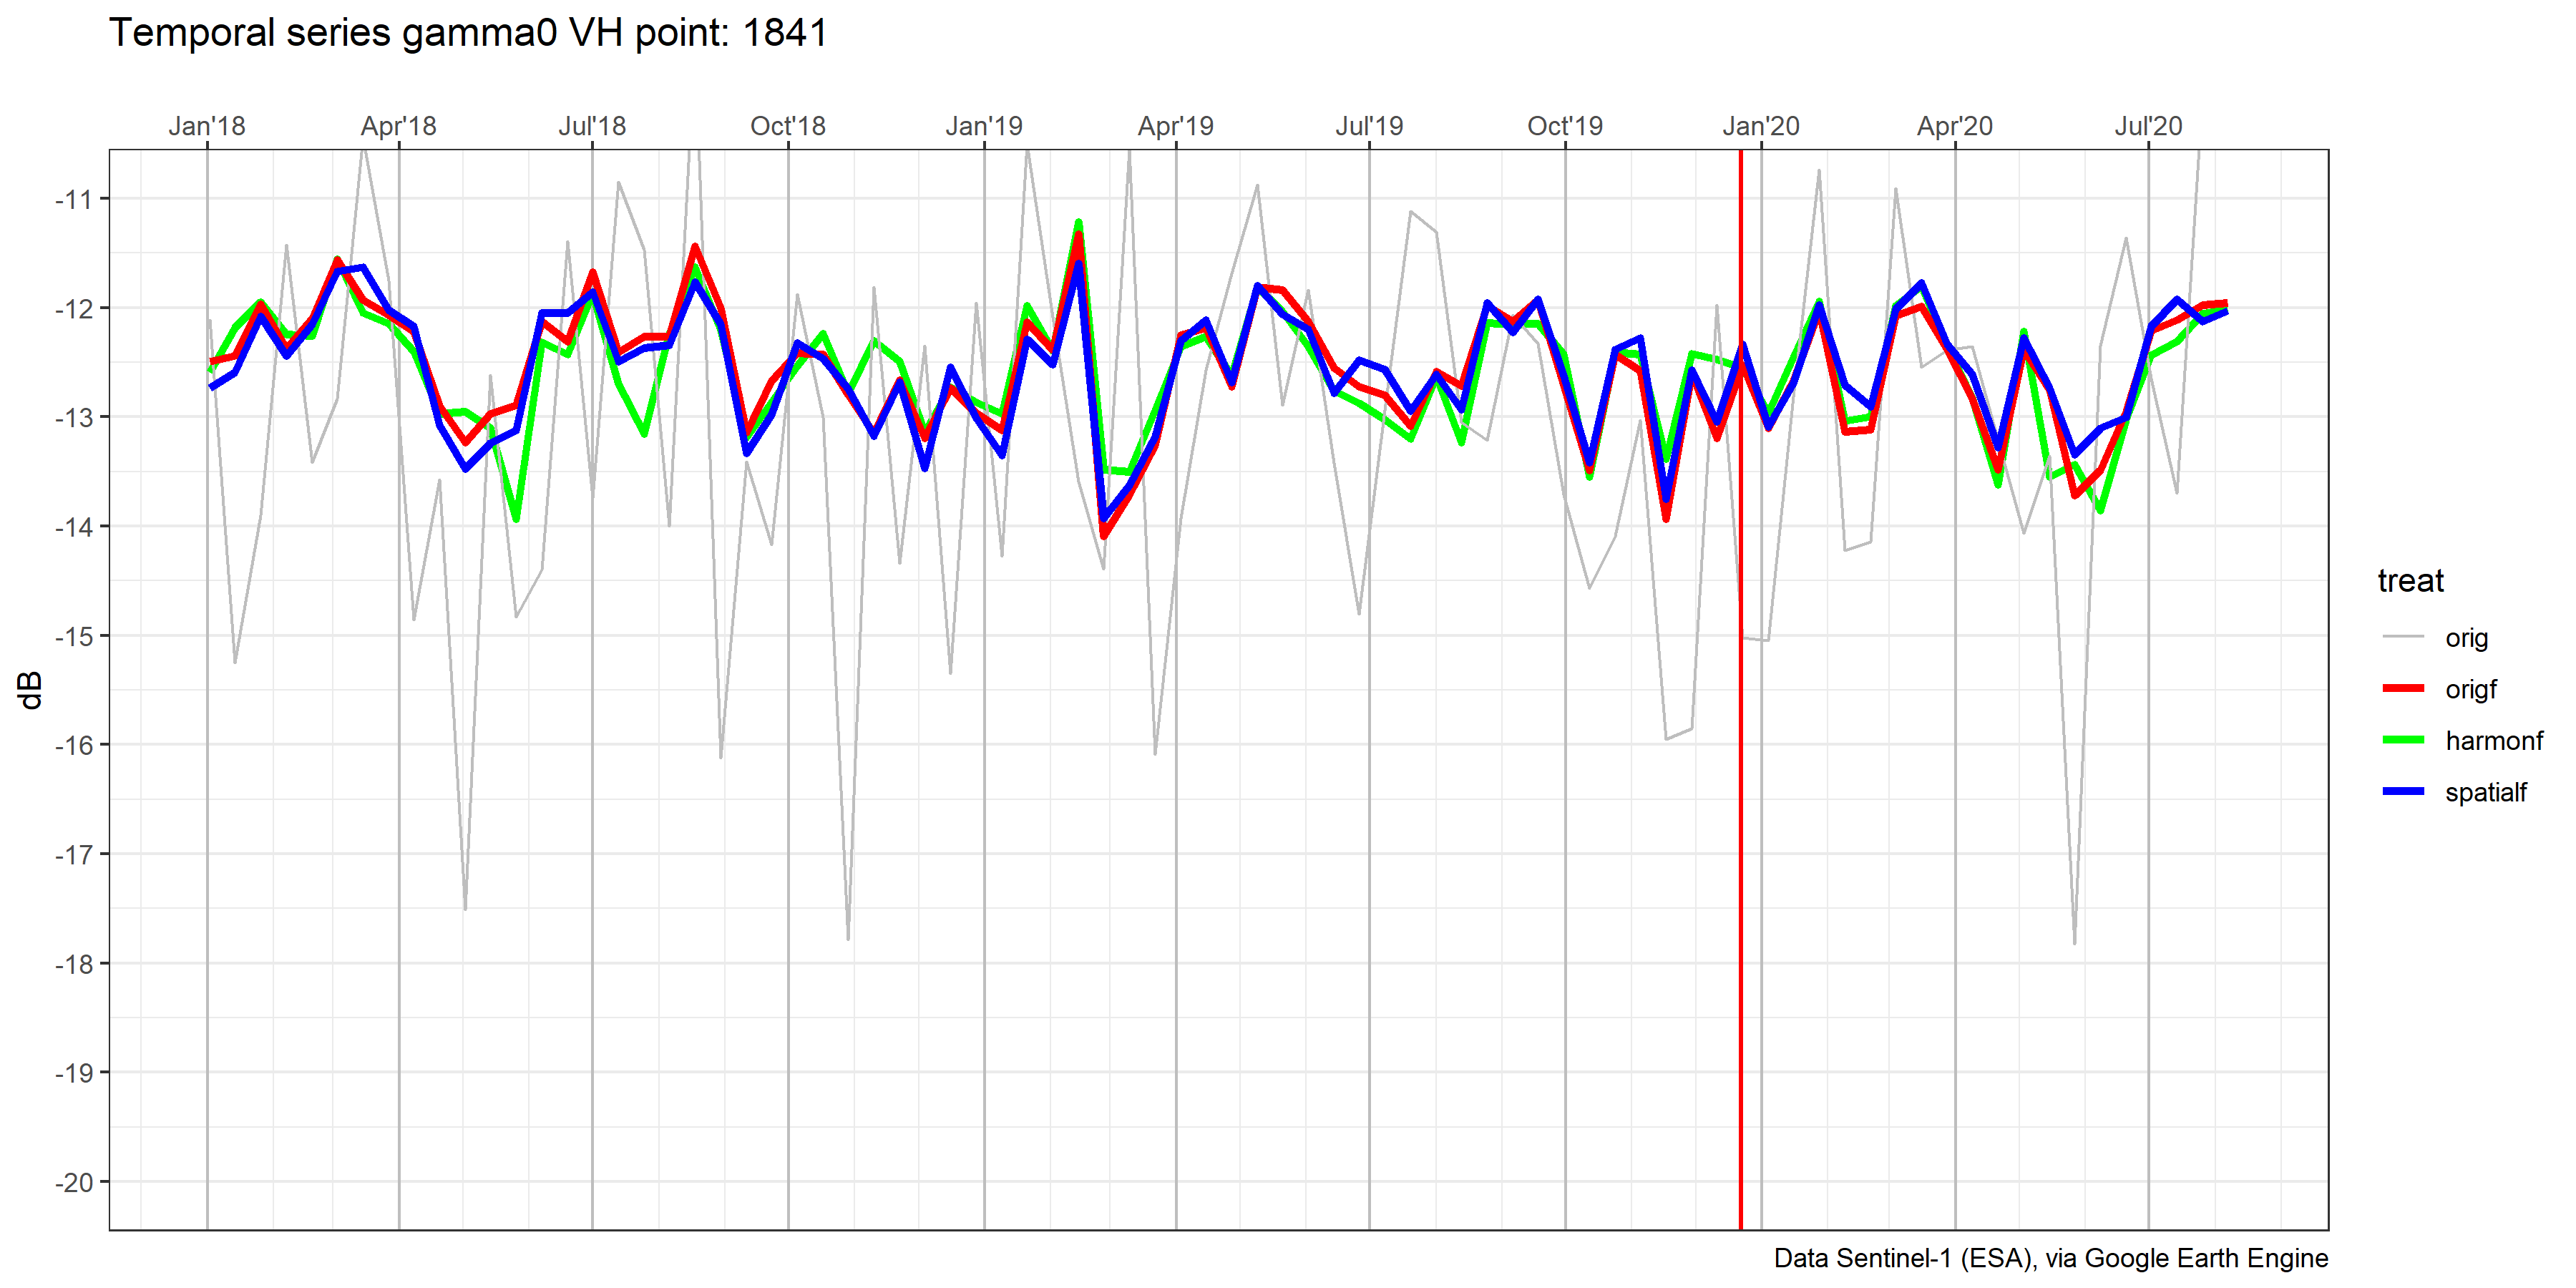 Temporal series gamma0 VH point: 1841
Jan'18 Apr'18 Jul'18 Oct'18 Jan'19 Apr'19 Jul'19 Oct'19 Jan'20 Apr'20 Jul'20
-11
-12
-13
-14
-15
-16
-17
-18
-19
-20
dB
treat
orig
origf
harmonf
spatialf
Data Sentinel-1 (ESA), via Google Earth Engine